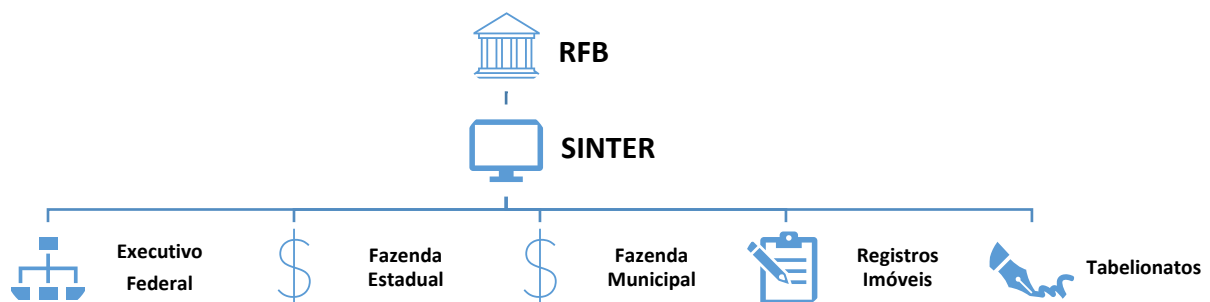 RFB
SINTER
Executivo
Federal
Fazenda
Estadual
Fazenda
Municipal
Registros
Imóveis
Tabelionatos